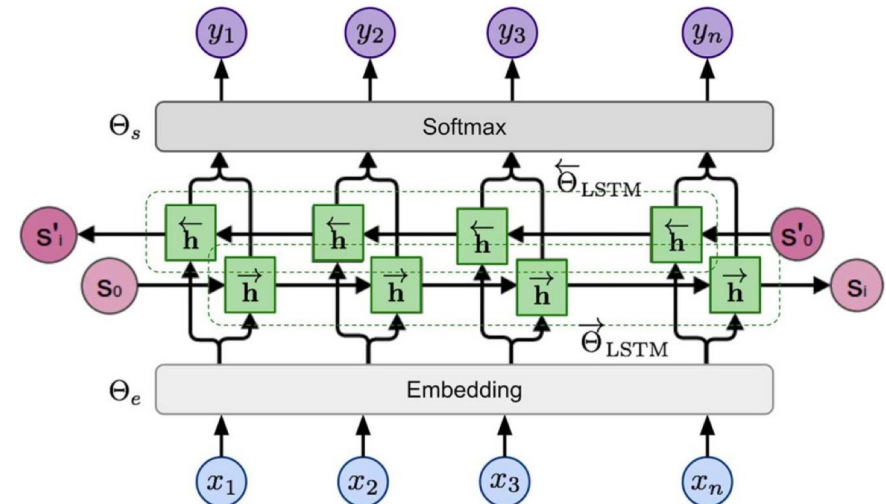 y₁ y₂ y₃ yₙ
Θₛ Softmax
←Θ LSTM
S'ᵢ ←h ←h ←h ←h S'₀
S₀ →h →h →h →h Sᵢ
→Θ LSTM
Θₑ Embedding
x₁ x₂ x₃ xₙ